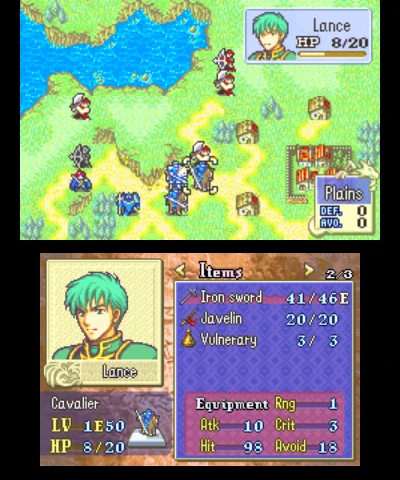 Lance
HP 8/20
Plains
DEF. 0
AVO. 0
Items 2/3
Iron sword 41/46E
Javelin 20/20
Vulnerary 3/ 3
Lance
Cavalier
LV 1E50
HP 8/20
Equipment Rng 1
Atk 10 Crit 3
Hit 98 Avoid 18